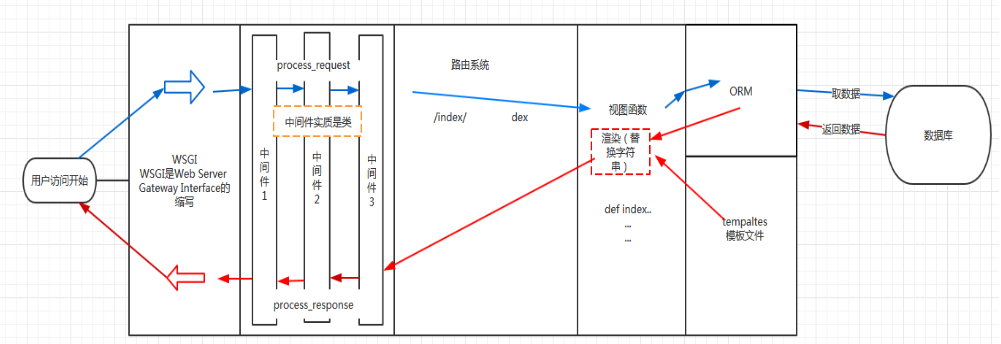 用户访问开始
WSGI
WSGI是Web Server
Gateway Interface的
缩写
process_request
中间件实质是类
中间件1
中间件2
中间件3
process_response
路由系统
/index/ dex
视图函数
渲染（替
换字符
串）
def index..
...
...
ORM
tempaltes
模板文件
取数据
返回数据
数据库